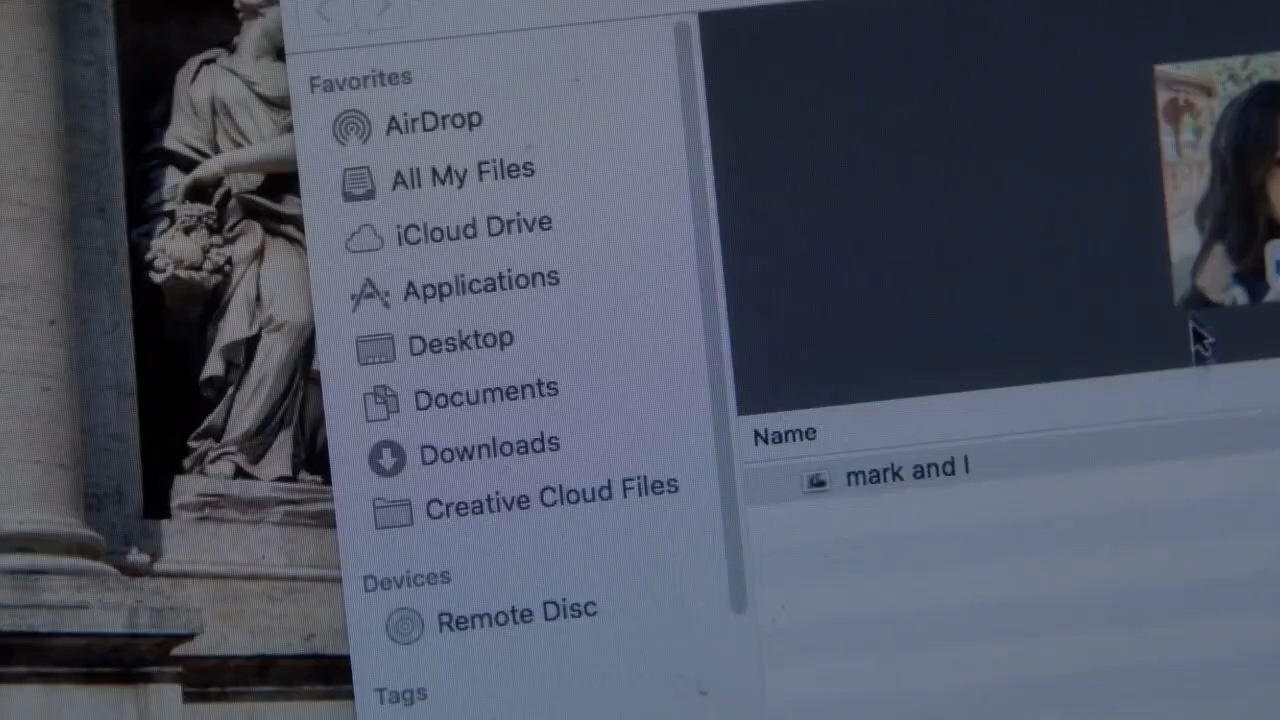 Favorites
AirDrop
All My Files
iCloud Drive
Applications
Desktop
Documents
Downloads
Creative Cloud Files
Devices
Remote Disc
Tags
Name
mark and I